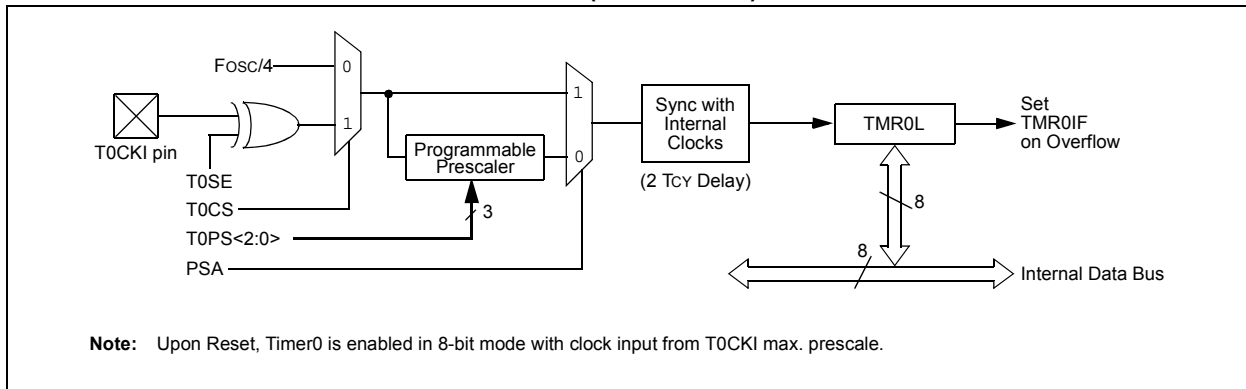 FOSC/4
0
1
T0CKI pin
T0SE
T0CS
T0PS<2:0>
PSA
Programmable
Prescaler
3
1
0
Sync with
Internal
Clocks
(2 TCY Delay)
TMR0L
Set
TMR0IF
on Overflow
8
8
Internal Data Bus
Note: Upon Reset, Timer0 is enabled in 8-bit mode with clock input from T0CKI max. prescale.